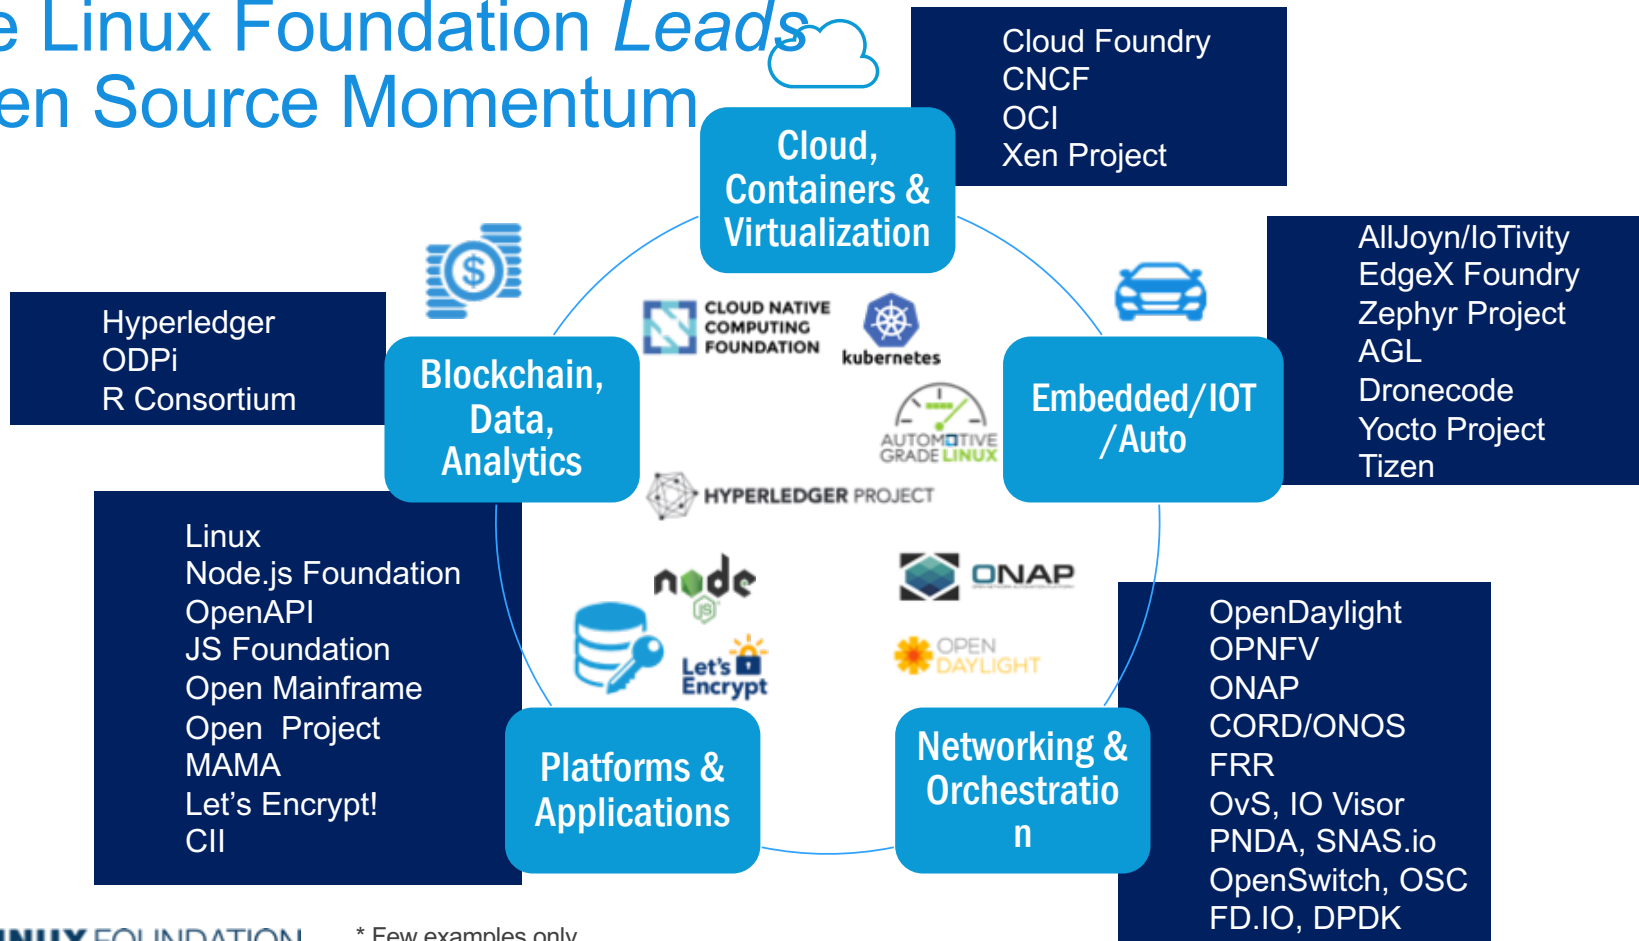 e Linux Foundation Leads
en Source Momentum
Cloud Foundry
CNCF
OCI
Xen Project
Cloud,
Containers &
Virtualization
AllJoyn/IoTivity
EdgeX Foundry
Zephyr Project
AGL
Dronecode
Yocto Project
Tizen
$
Hyperledger
ODPi
R Consortium
Blockchain,
Data,
Analytics
CLOUD NATIVE
COMPUTING
FOUNDATION
kubernetes
Embedded/IOT
/Auto
AUTOMOTIVE
GRADE LINUX
HYPERLEDGER PROJECT
Linux
Node.js Foundation
OpenAPI
JS Foundation
Open Mainframe
Open  Project
MAMA
Let’s Encrypt!
CII
node
JS
ONAP
Let's
Encrypt
OPEN
DAYLIGHT
OpenDaylight
OPNFV
ONAP
CORD/ONOS
FRR
OvS, IO Visor
PNDA, SNAS.io
OpenSwitch, OSC
FD.IO, DPDK
Platforms &
Applications
Networking &
Orchestratio
n
INUX FOUNDATION
* Few examples only